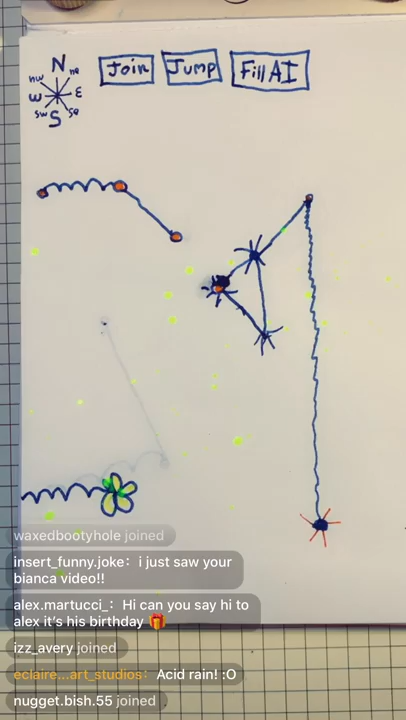 N
nw ne
W E
sw se
S
Join Jump Fill AI
waxedbootyhole joined
insert_funny.joke: i just saw your
bianca video!!
alex.martucci_: Hi can you say hi to
alex it's his birthday 🎁
izz_avery joined
eclaire...art_studios: Acid rain! :O
nugget.bish.55 joined